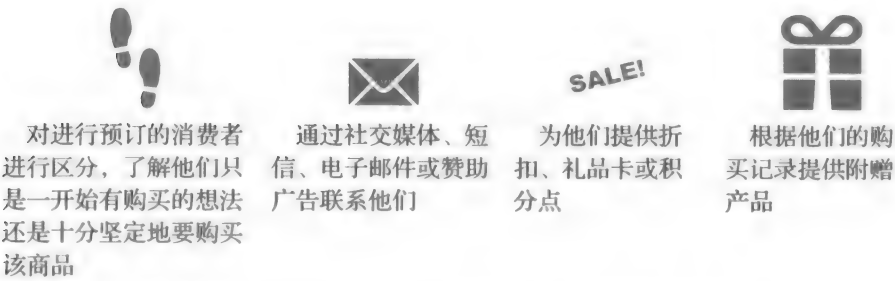 SALE!
对进行预订的消费者
进行区分，了解他们只
是一开始有购买的想法
还是十分坚定地要购买
该商品
通过社交媒体、短
信、电子邮件或赞助
广告联系他们
为他们提供折
扣、礼品卡或积
分点
根据他们的购
买记录提供附赠
产品